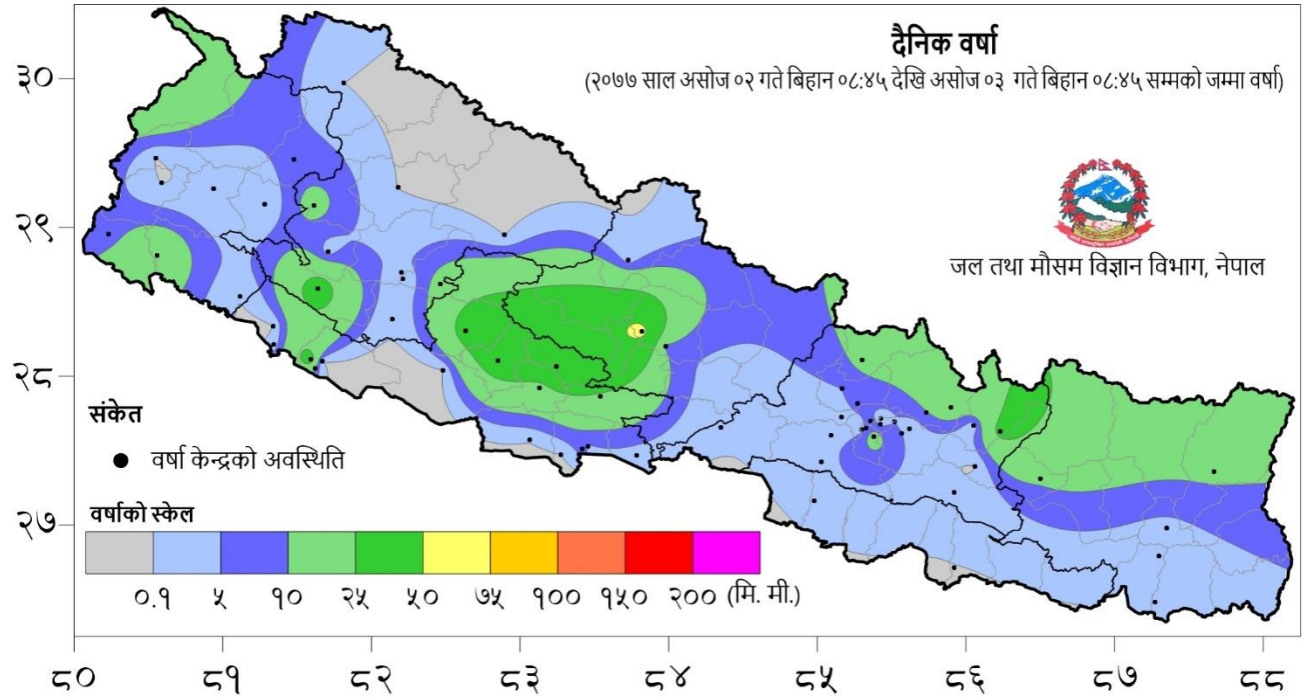 दैनिक वर्षा
(२०७७ साल असोज ०२ गते बिहान ०८:४५ देखि असोज ०३ गते बिहान ०८:४५ सम्मको जम्मा वर्षा)
३०
२९
जल तथा मौसम विज्ञान विभाग, नेपाल
२८
संकेत
वर्षा केन्द्रको अवस्थिति
वर्षाको स्केल
२७
०.१ ५ १० २५ ५० ७५ १०० १५० २०० (मि. मी.)
८० ८१ ८२ ८३ ८४ ८५ ८६ ८७ ८८